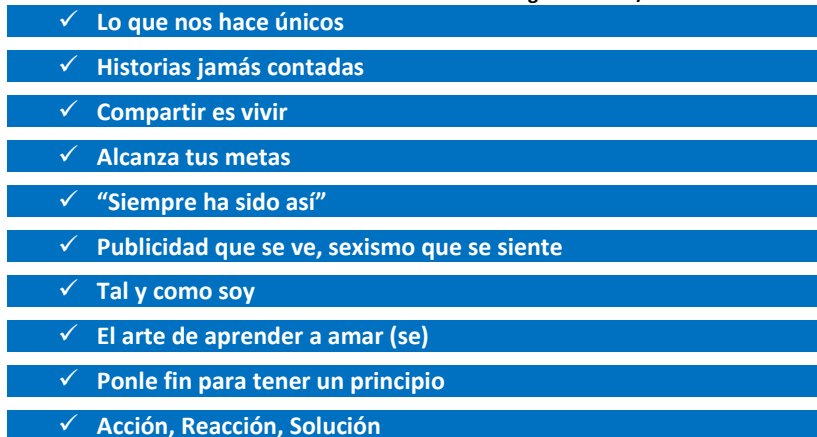 ✓ Lo que nos hace únicos
✓ Historias jamás contadas
✓ Compartir es vivir
✓ Alcanza tus metas
✓ “Siempre ha sido así”
✓ Publicidad que se ve, sexismo que se siente
✓ Tal y como soy
✓ El arte de aprender a amar (se)
✓ Ponle fin para tener un principio
✓ Acción, Reacción, Solución